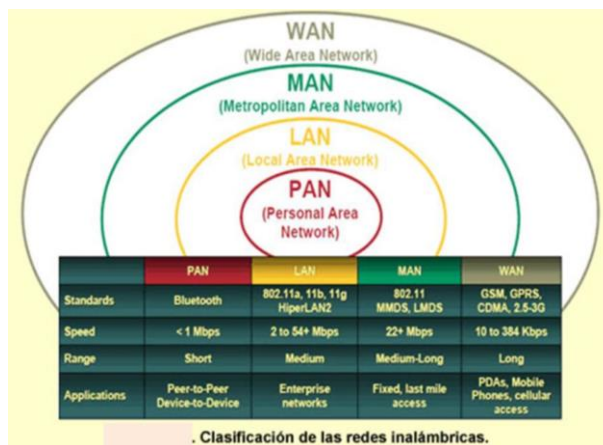 WAN
(Wide Area Network)
MAN
(Metropolitan Area Network)
LAN
(Local Area Network)
PAN
(Personal Area
Network)
PAN LAN MAN WAN
Standards Bluetooth 802.11a, 11b, 11g HiperLAN2 802.11 MMDS, LMDS GSM, GPRS, CDMA, 2.5-3G
Speed < 1 Mbps 2 to 54+ Mbps 22+ Mbps 10 to 384 Kbps
Range Short Medium Medium-Long Long
Applications Peer-to-Peer Device-to-Device Enterprise networks Fixed, last mile access PDAs, Mobile Phones, cellular access
. Clasificación de las redes inalámbricas.